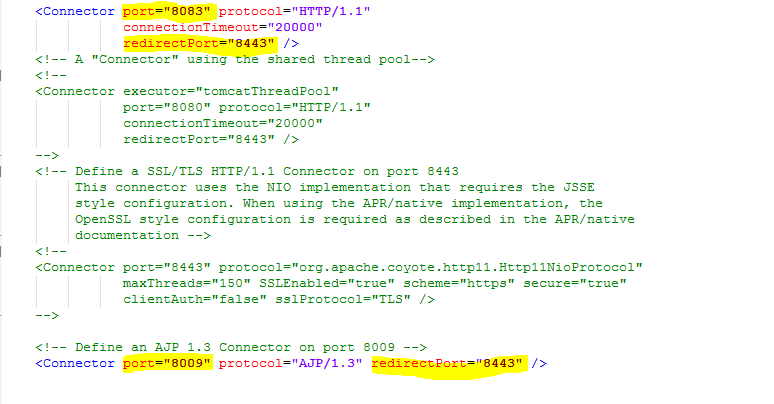 <Connector port="8083" protocol="HTTP/1.1"
connectionTimeout="20000"
redirectPort="8443" />
<!-- A "Connector" using the shared thread pool-->
<!--
<Connector executor="tomcatThreadPool"
port="8080" protocol="HTTP/1.1"
connectionTimeout="20000"
redirectPort="8443" />
-->
<!-- Define a SSL/TLS HTTP/1.1 Connector on port 8443
This connector uses the NIO implementation that requires the JSSE
style configuration. When using the APR/native implementation, the
OpenSSL style configuration is required as described in the APR/native
documentation -->
<!--
<Connector port="8443" protocol="org.apache.coyote.http11.Http11NioProtocol"
maxThreads="150" SSLEnabled="true" scheme="https" secure="true"
clientAuth="false" sslProtocol="TLS" />
-->
<!-- Define an AJP 1.3 Connector on port 8009 -->
<Connector port="8009" protocol="AJP/1.3" redirectPort="8443" />